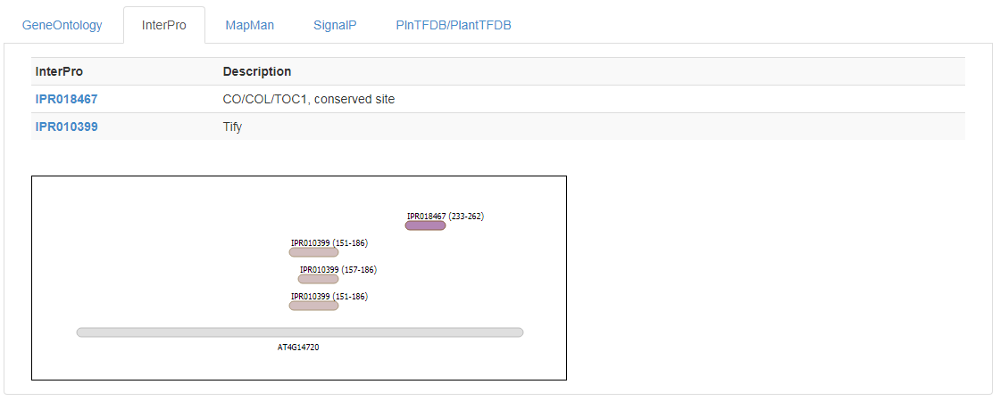 GeneOntology InterPro MapMan SignalP PlnTFDB/PlantTFDB
InterPro Description
IPR018467 CO/COL/TOC1, conserved site
IPR010399 Tify
IPR018467 (233-262)
IPR010399 (151-186)
IPR010399 (157-186)
IPR010399 (151-186)
AT4G14720